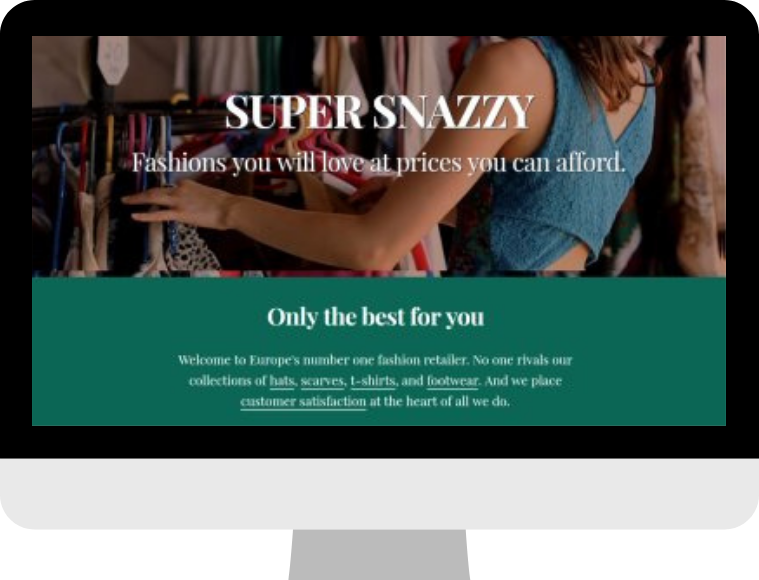 SUPER SNAZZY
Fashions you will love at prices you can afford.
Only the best for you
Welcome to Europe's number one fashion retailer. No one rivals our
collections of hats, scarves, t-shirts, and footwear. And we place
customer satisfaction at the heart of all we do.